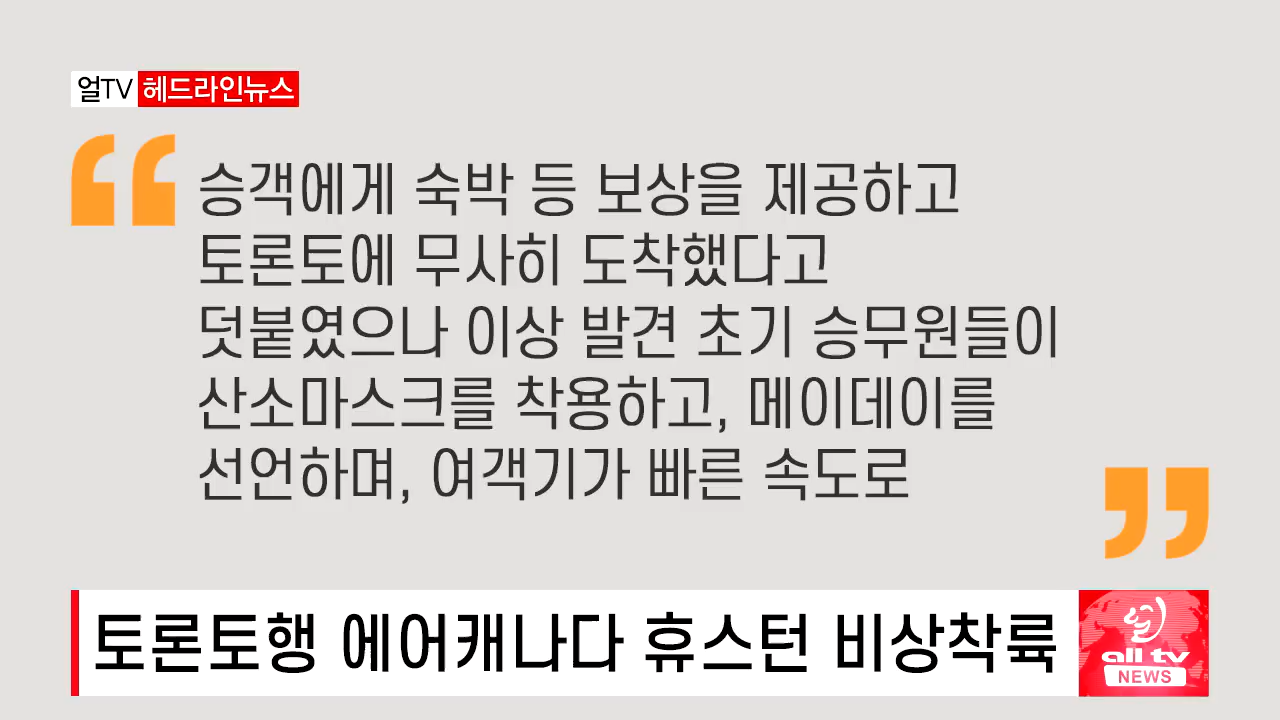 얼TV 헤드라인뉴스
승객에게 숙박 등 보상을 제공하고
토론토에 무사히 도착했다고
덧붙였으나 이상 발견 초기 승무원들이
산소마스크를 착용하고, 메이데이를
선언하며, 여객기가 빠른 속도로
토론토행 에어캐나다 휴스턴 비상착륙
얼
all tv
NEWS